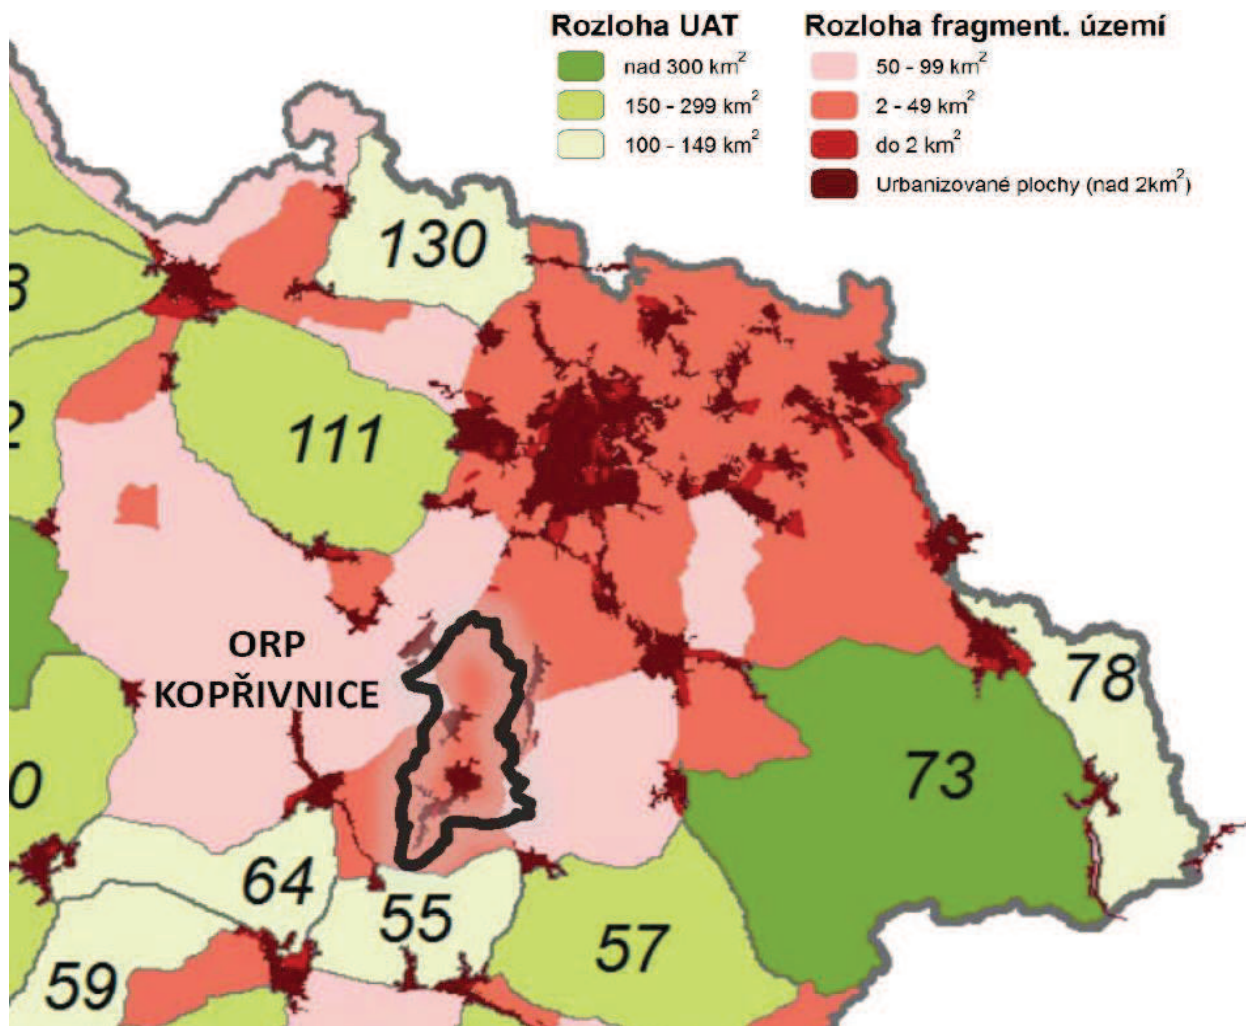 Rozloha UAT
nad 300 km²
150 - 299 km²
100 - 149 km²
Rozloha fragment. území
50 - 99 km²
2 - 49 km²
do 2 km²
Urbanizované plochy (nad 2km²)
130
111
ORP
KOPŘIVNICE
78
73
64
55
57
59